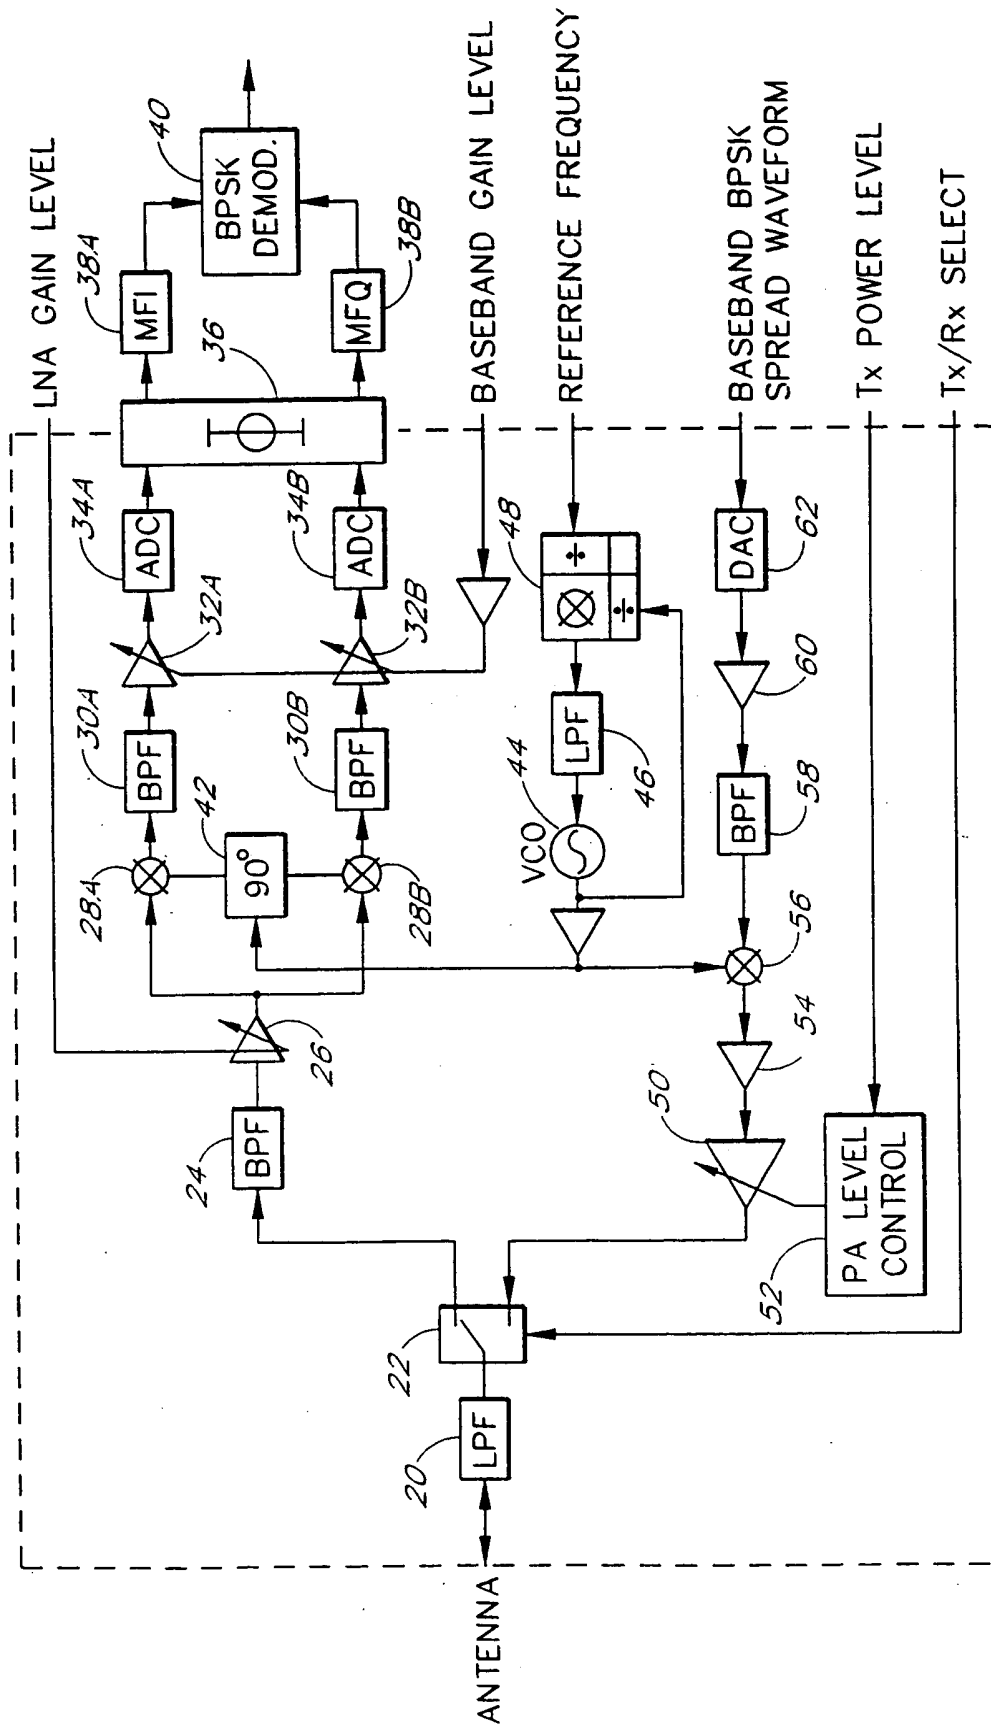 LNA GAIN LEVEL
38A
MFI
40
BPSK
DEMOD.
MFQ
38B
36
34A
ADC
34B
ADC
32A
32B
BASEBAND GAIN LEVEL
30A
BPF
30B
BPF
28A
42
90°
28B
26
24
BPF
REFERENCE FREQUENCY
48
÷
÷
LPF
46
44
VCO
BASEBAND BPSK
SPREAD WAVEFORM
DAC
62
60
BPF
58
56
54
50
Tx POWER LEVEL
PA LEVEL
CONTROL
52
Tx/Rx SELECT
22
20
LPF
ANTENNA